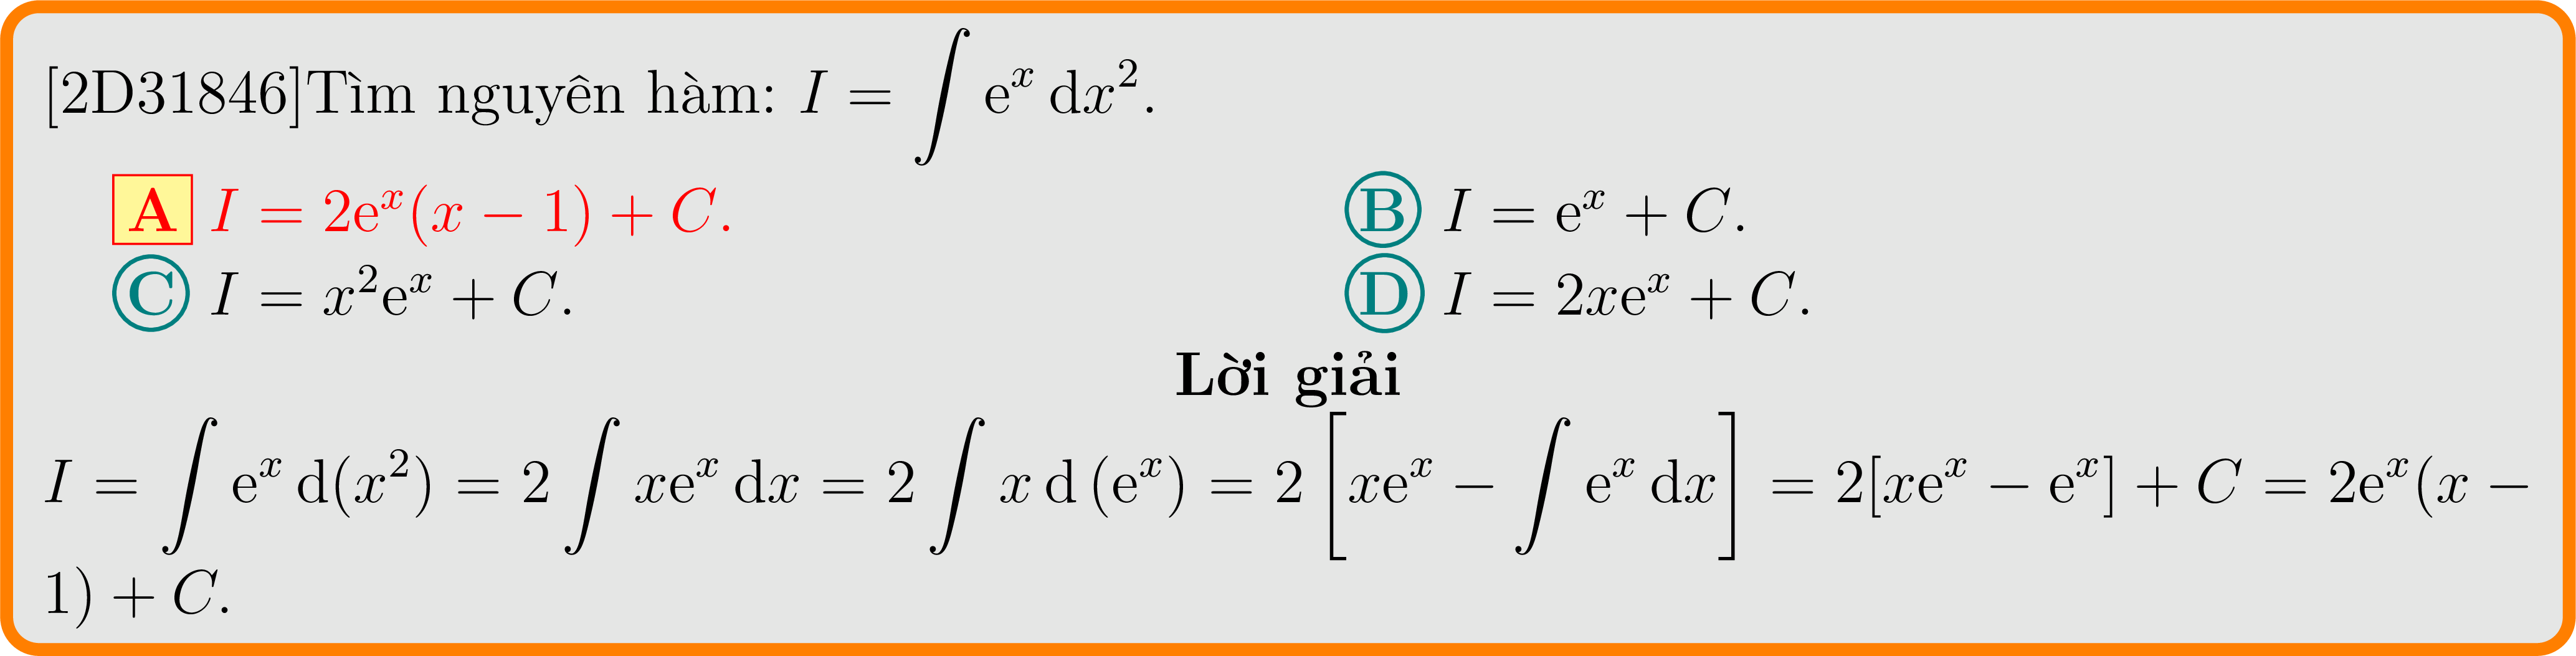 [2D31846]Tìm nguyên hàm: $I = \int \mathrm{e}^x \, \mathrm{d}x^2$.
A $I = 2\mathrm{e}^x(x - 1) + C$. B $I = \mathrm{e}^x + C$.
C $I = x^2\mathrm{e}^x + C$. D $I = 2x\mathrm{e}^x + C$.
Lời giải
$I = \int \mathrm{e}^x \, \mathrm{d}(x^2) = 2 \int x\mathrm{e}^x \, \mathrm{d}x = 2 \int x \, \mathrm{d}\,(\mathrm{e}^x) = 2 \left[ x\mathrm{e}^x - \int \mathrm{e}^x \, \mathrm{d}x \right] = 2[x\mathrm{e}^x - \mathrm{e}^x] + C = 2\mathrm{e}^x(x -$
$1) + C$.